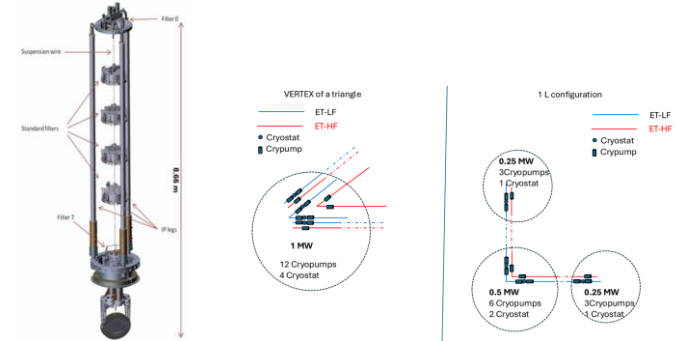 Filter 0
Suspension wire
Standard filters
8.66 m
Filter 7
IP legs
VERTEX of a triangle
ET-LF
ET-HF
Cryostat
Crypump
1 MW
12 Cryopumps
4 Cryostat
1 L configuration
ET-LF
ET-HF
Cryostat
Crypump
0.25 MW
3Cryopumps
1 Cryostat
0.5 MW
6 Cryopumps
2 Cryostat
0.25 MW
3Cryopumps
1 Cryostat